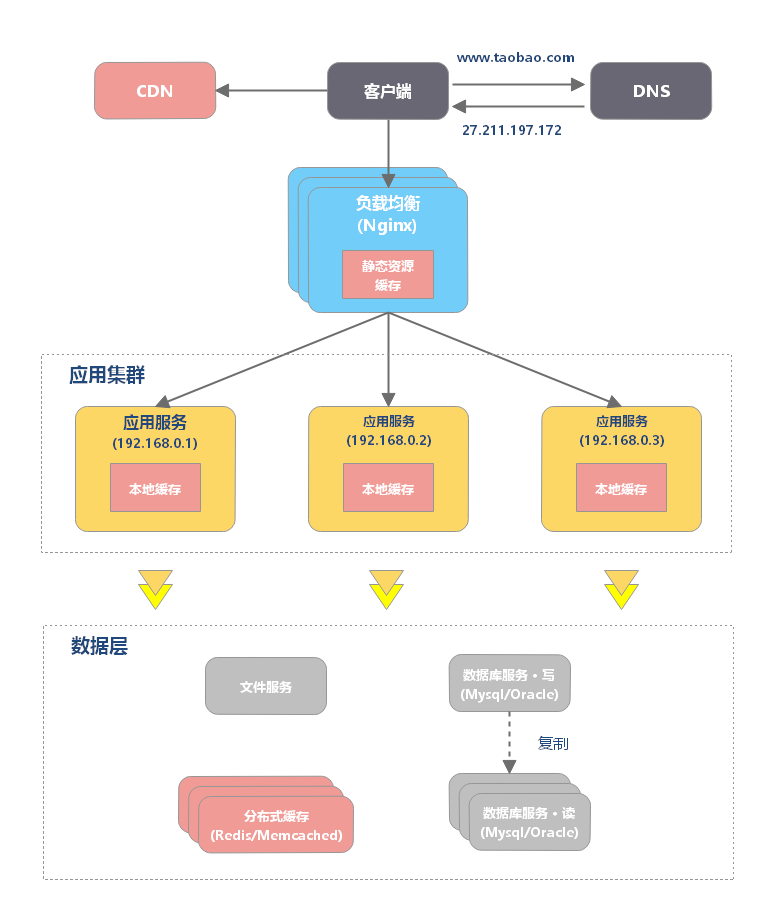 www.taobao.com
CDN
客户端
DNS
27.211.197.172
负载均衡
(Nginx)
静态资源
缓存
应用集群
应用服务
(192.168.0.1)
本地缓存
应用服务
(192.168.0.2)
本地缓存
应用服务
(192.168.0.3)
本地缓存
数据层
文件服务
数据库服务·写
(Mysql/Oracle)
复制
分布式缓存
(Redis/Memcached)
数据库服务·读
(Mysql/Oracle)